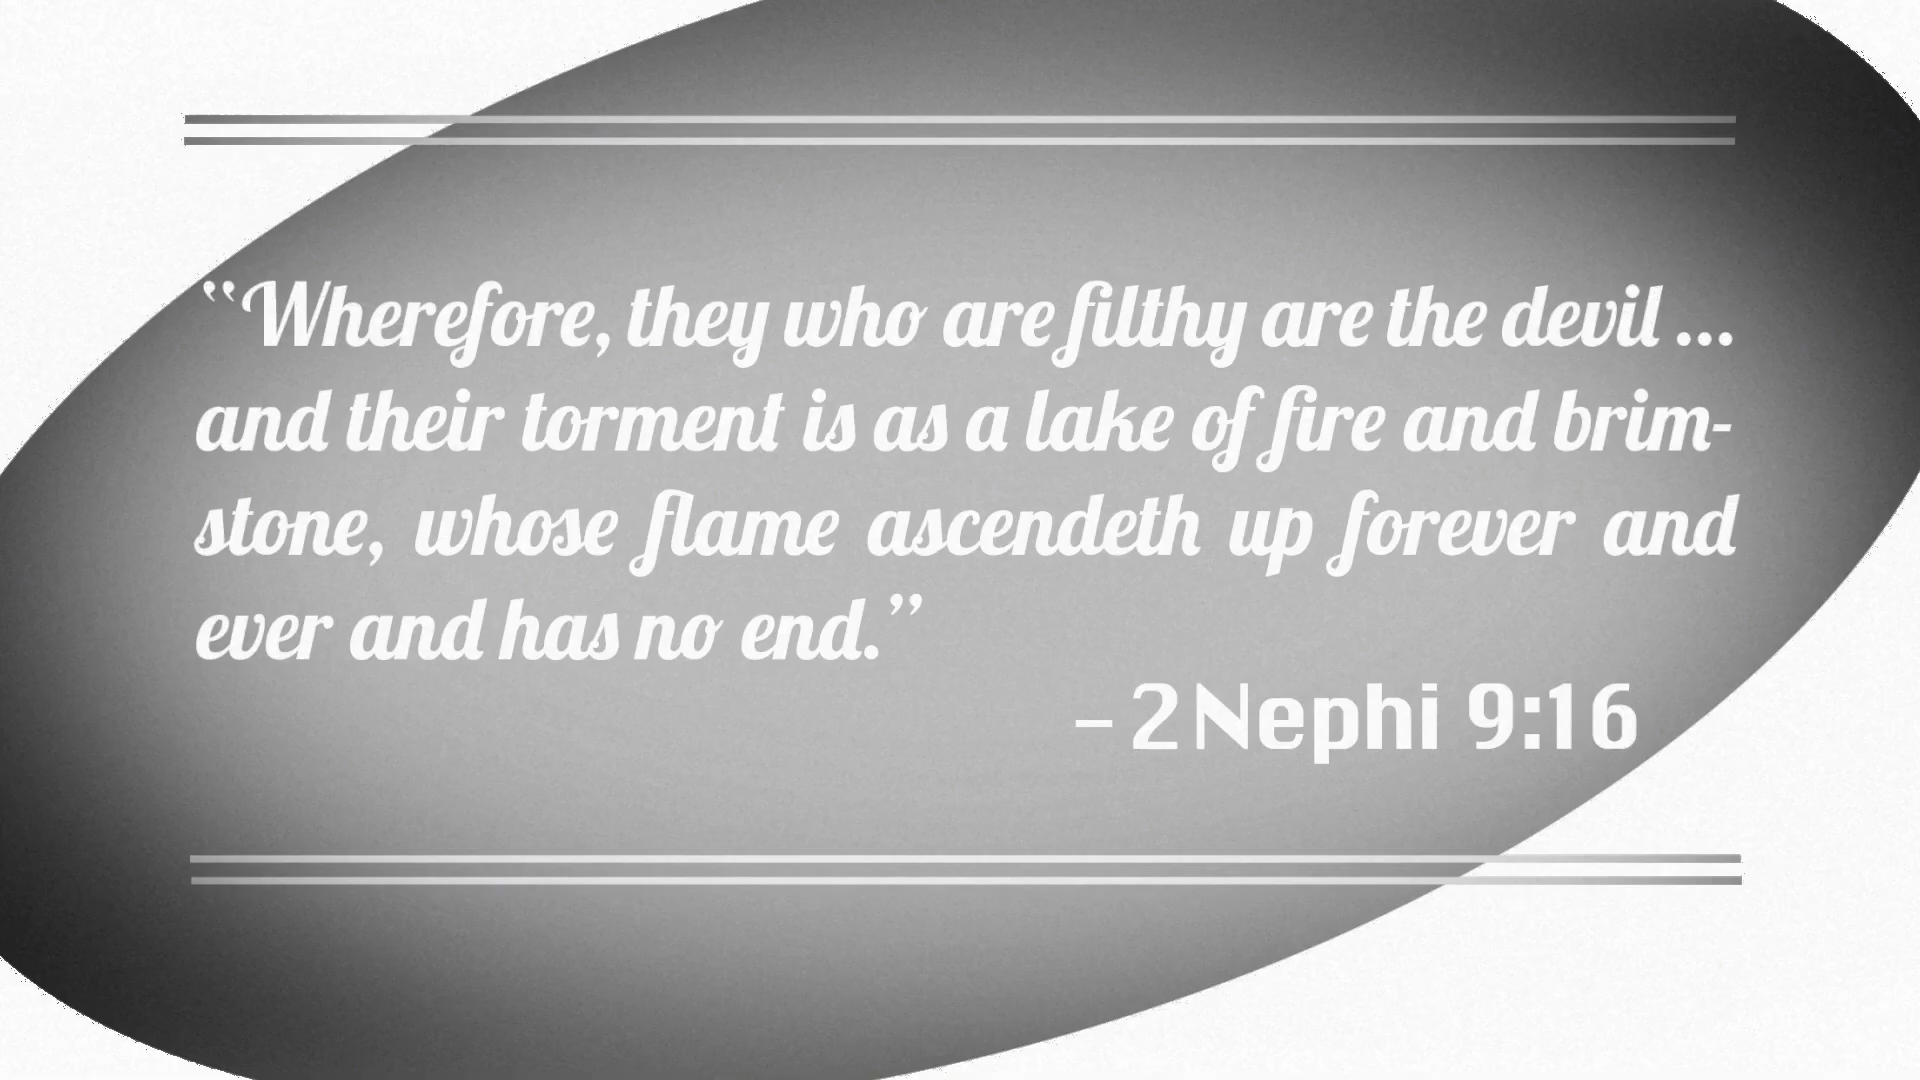 “Wherefore, they who are filthy are the devil ...
and their torment is as a lake of fire and brim-
stone, whose flame ascendeth up forever and
ever and has no end.”
– 2 Nephi 9:16